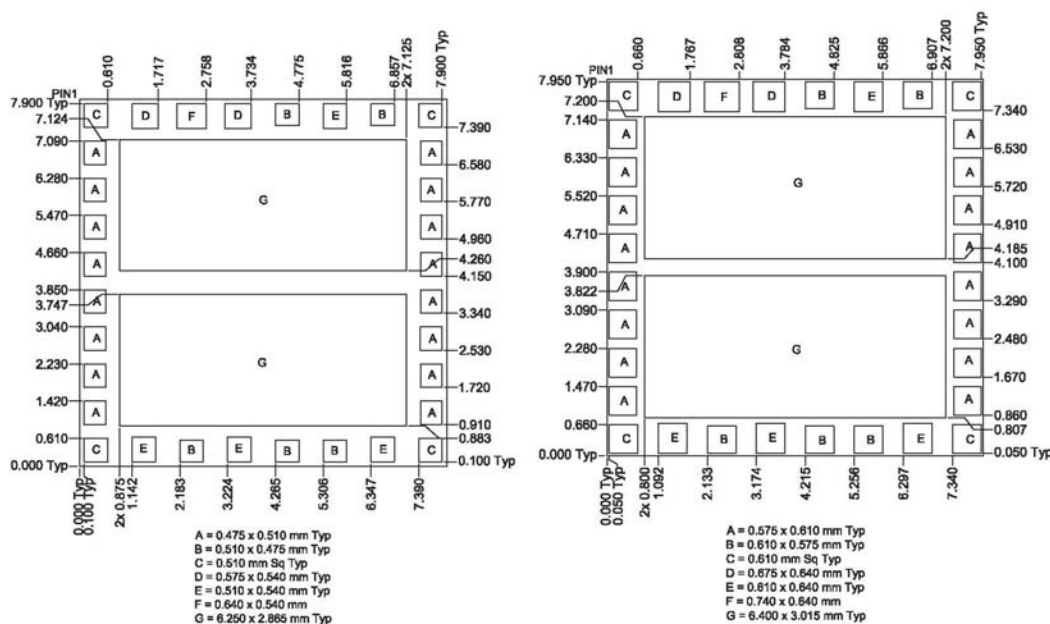 0.610 1.717 2.758 3.734 4.775 5.816 6.857 2x 7.125 7.900 Typ
PIN1
7.900 Typ
7.124
7.090
6.280
5.470
4.660
3.850
3.747
3.040
2.230
1.420
0.610
0.000 Typ
C D F D B E B C
A A
A A
G
A A
A A
A A
A A
G
A A
A A
C E B E B B E C
7.390
6.580
5.770
4.960
4.260
4.150
3.340
2.530
1.720
0.910
0.883
0.100 Typ
0.000 Typ
0.100 Typ
2x 0.875 1.142 2.183 3.224 4.265 5.306 6.347 7.390
A = 0.475 x 0.510 mm Typ
B = 0.510 x 0.475 mm Typ
C = 0.510 mm Sq Typ
D = 0.575 x 0.540 mm Typ
E = 0.510 x 0.540 mm Typ
F = 0.640 x 0.540 mm
G = 6.250 x 2.865 mm Typ
0.660 1.767 2.808 3.784 4.825 5.866 6.907 2x 7.200 7.950 Typ
PIN1
7.950 Typ
7.200
7.140
6.330
5.520
4.710
3.900
3.822
3.090
2.280
1.470
0.660
0.000 Typ
C D F D B E B C
A A
A A
G
A A
A A
A A
A A
G
A A
A A
C E B E B B E C
7.340
6.530
5.720
4.910
4.185
4.100
3.290
2.480
1.670
0.860
0.807
0.050 Typ
0.000 Typ
0.050 Typ
2x 0.800 1.092 2.133 3.174 4.215 5.256 6.297 7.340
A = 0.575 x 0.610 mm Typ
B = 0.610 x 0.575 mm Typ
C = 0.610 mm Sq Typ
D = 0.675 x 0.640 mm Typ
E = 0.610 x 0.640 mm Typ
F = 0.740 x 0.640 mm
G = 6.400 x 3.015 mm Typ